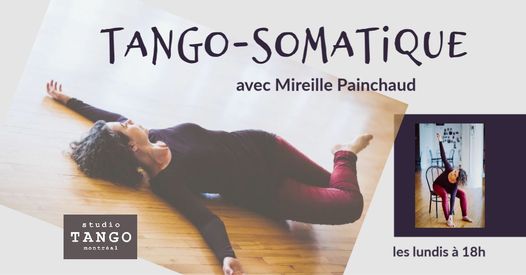 TANGO-SOMATiQUE
avec Mireille Painchaud
studio
TANGO
montréal
les lundis à 18h